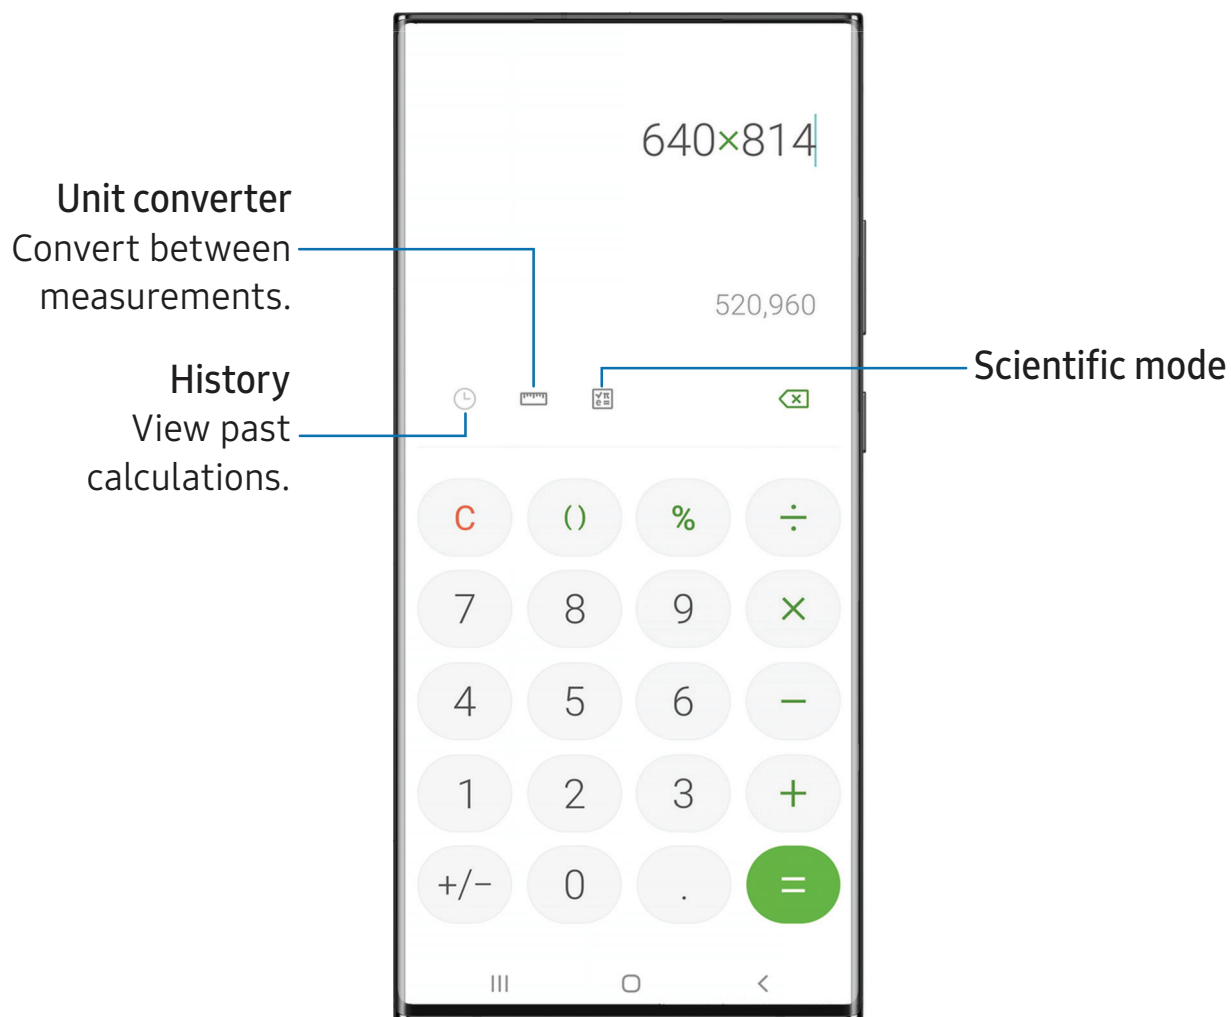 640×814
Unit converter
Convert between
measurements.
520,960
Scientific mode
History
View past
calculations.
√π
e=
C () % ÷
7 8 9 ×
4 5 6 −
1 2 3 +
+/− 0 . =